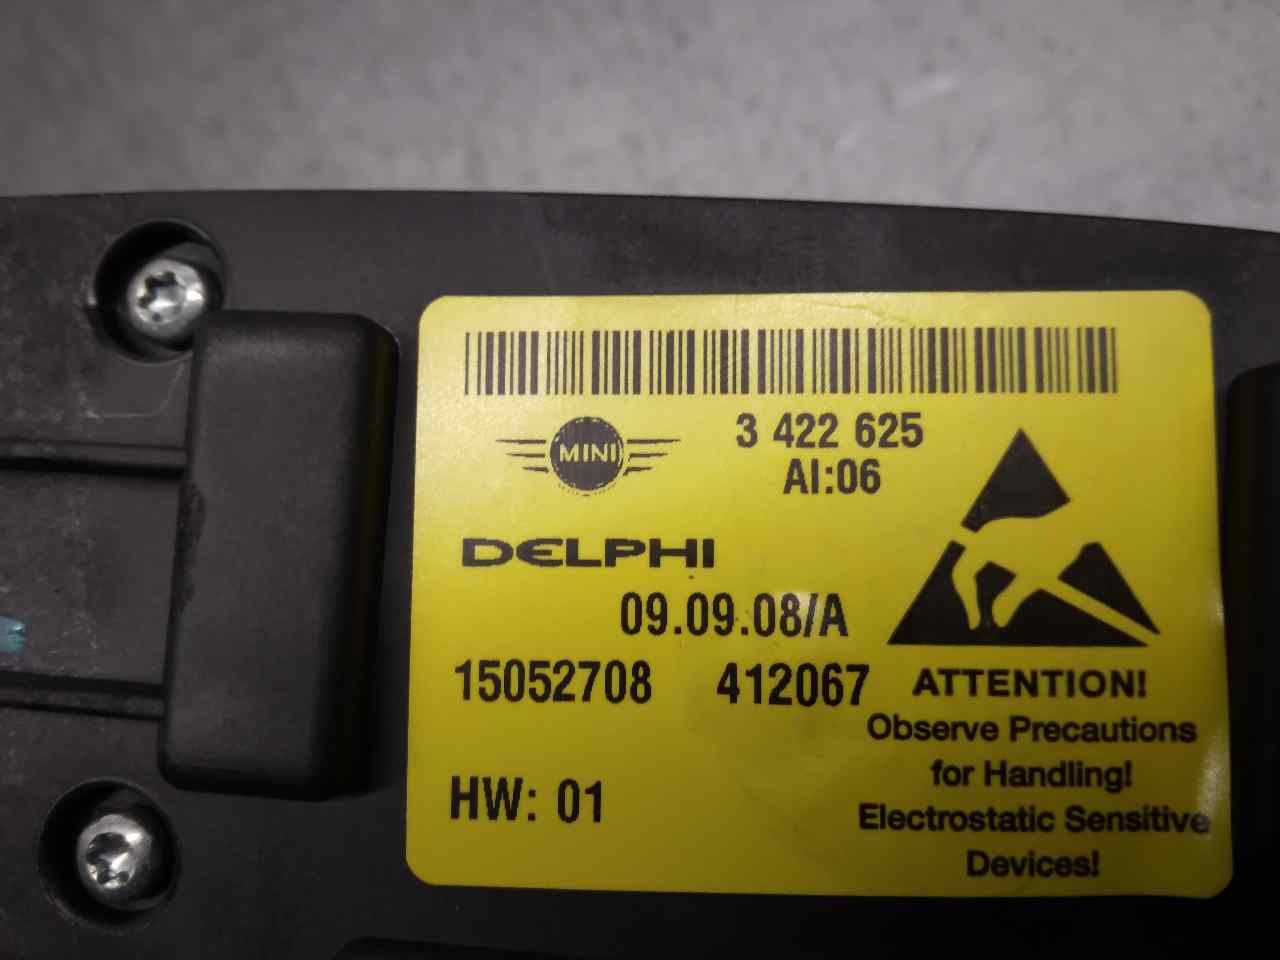 MINI
3 422 625
AI:06
DELPHI
09.09.08/A
15052708 412067
HW: 01
ATTENTION!
Observe Precautions
for Handling!
Electrostatic Sensitive
Devices!